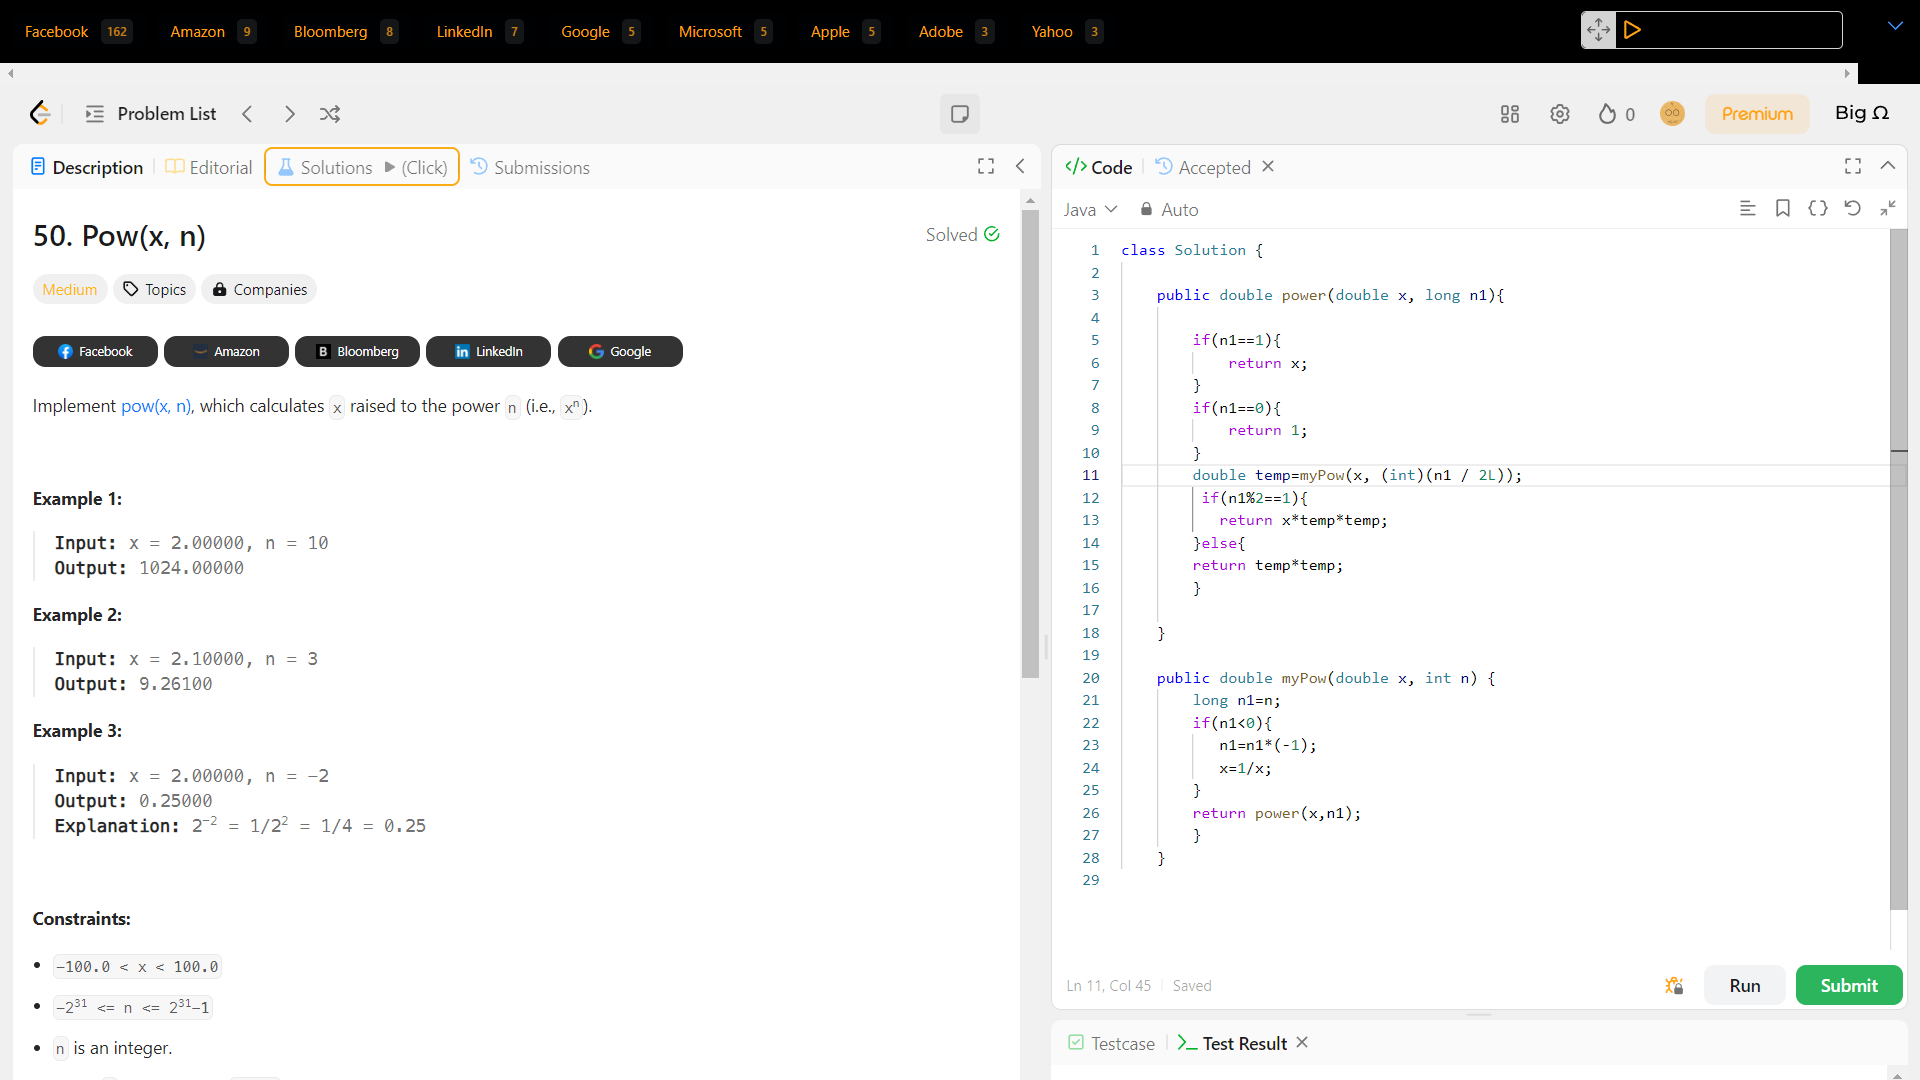 Facebook 162 Amazon 9 Bloomberg 8 LinkedIn 7 Google 5 Microsoft 5 Apple 5 Adobe 3 Yahoo 3
Problem List 0 Premium Big Ω
Description Editorial Solutions ▶ (Click) Submissions
50. Pow(x, n)
Solved
Medium Topics Companies
Facebook Amazon Bloomberg LinkedIn Google
Implement pow(x, n), which calculates x raised to the power n (i.e., xⁿ).
Example 1:
Input: x = 2.00000, n = 10
Output: 1024.00000
Example 2:
Input: x = 2.10000, n = 3
Output: 9.26100
Example 3:
Input: x = 2.00000, n = -2
Output: 0.25000
Explanation: 2⁻² = 1/2² = 1/4 = 0.25
Constraints:
• -100.0 < x < 100.0
• -2³¹ <= n <= 2³¹-1
• n is an integer.
</> Code Accepted
Java Auto
1 class Solution {
2
3     public double power(double x, long n1){
4
5         if(n1==1){
6             return x;
7         }
8         if(n1==0){
9             return 1;
10         }
11         double temp=myPow(x, (int)(n1 / 2L));
12          if(n1%2==1){
13            return x*temp*temp;
14         }else{
15         return temp*temp;
16         }
17
18     }
19
20     public double myPow(double x, int n) {
21         long n1=n;
22         if(n1<0){
23            n1=n1*(-1);
24            x=1/x;
25         }
26         return power(x,n1);
27         }
28     }
29
Ln 11, Col 45 Saved
Run Submit
Testcase >_ Test Result